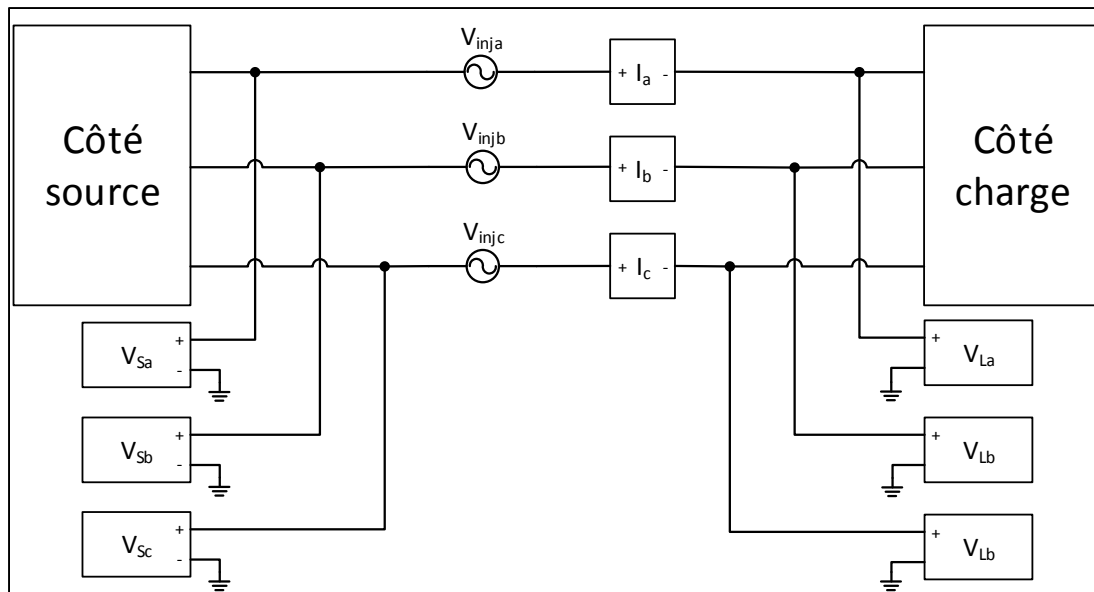 V_inja
+ I_a -
Côté
source
Côté
charge
V_injb
+ I_b -
V_injc
+ I_c -
+
V_Sa
-
+
V_La
-
+
V_Sb
-
+
V_Lb
-
+
V_Sc
-
+
V_Lb
-